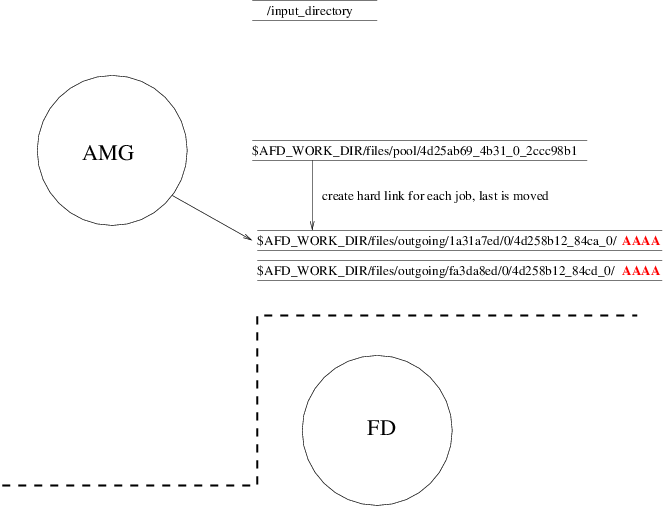 /input_directory
AMG
$AFD_WORK_DIR/files/pool/4d25ab69_4b31_0_2ccc98b1
create hard link for each job, last is moved
$AFD_WORK_DIR/files/outgoing/1a31a7ed/0/4d258b12_84ca_0/ AAAA
$AFD_WORK_DIR/files/outgoing/fa3da8ed/0/4d258b12_84cd_0/ AAAA
FD